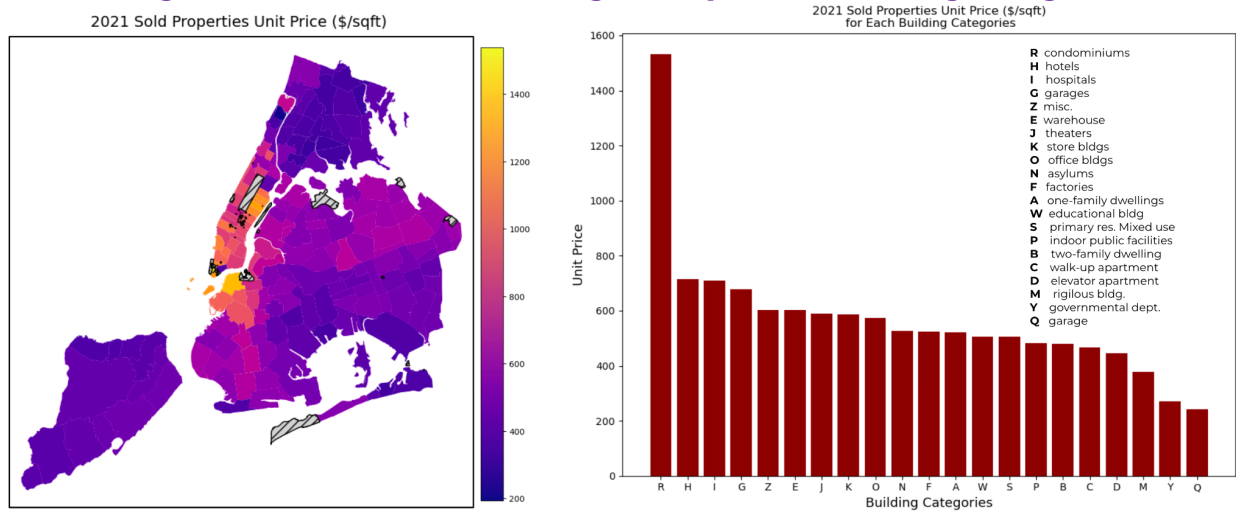 2021 Sold Properties Unit Price ($/sqft)
1400
1200
1000
800
600
400
200
2021 Sold Properties Unit Price ($/sqft)
for Each Building Categories
Unit Price
1600
1400
1200
1000
800
600
400
200
0
R condominiums
H hotels
I hospitals
G garages
Z misc.
E warehouse
J theaters
K store bldgs
O office bldgs
N asylums
F factories
A one-family dwellings
W educational bldg
S primary res. Mixed use
P indoor public facilities
B two-family dwelling
C walk-up apartment
D elevator apartment
M rigilous bldg.
Y governmental dept.
Q garage
R H I G Z E J K O N F A W S P B C D M Y Q
Building Categories